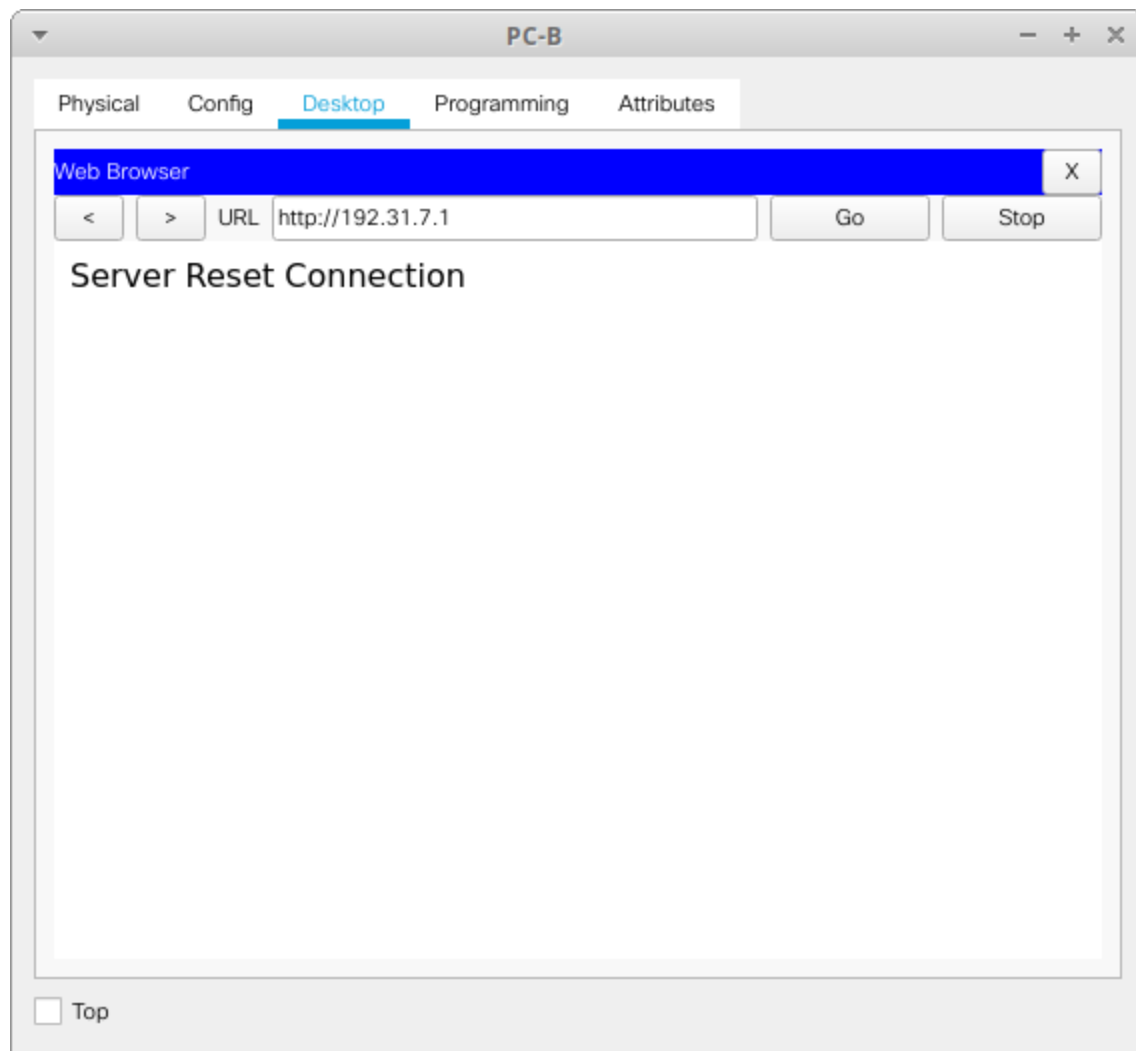 PC-B
Physical Config Desktop Programming Attributes
Web Browser X
< > URL http://192.31.7.1 Go Stop
Server Reset Connection
Top